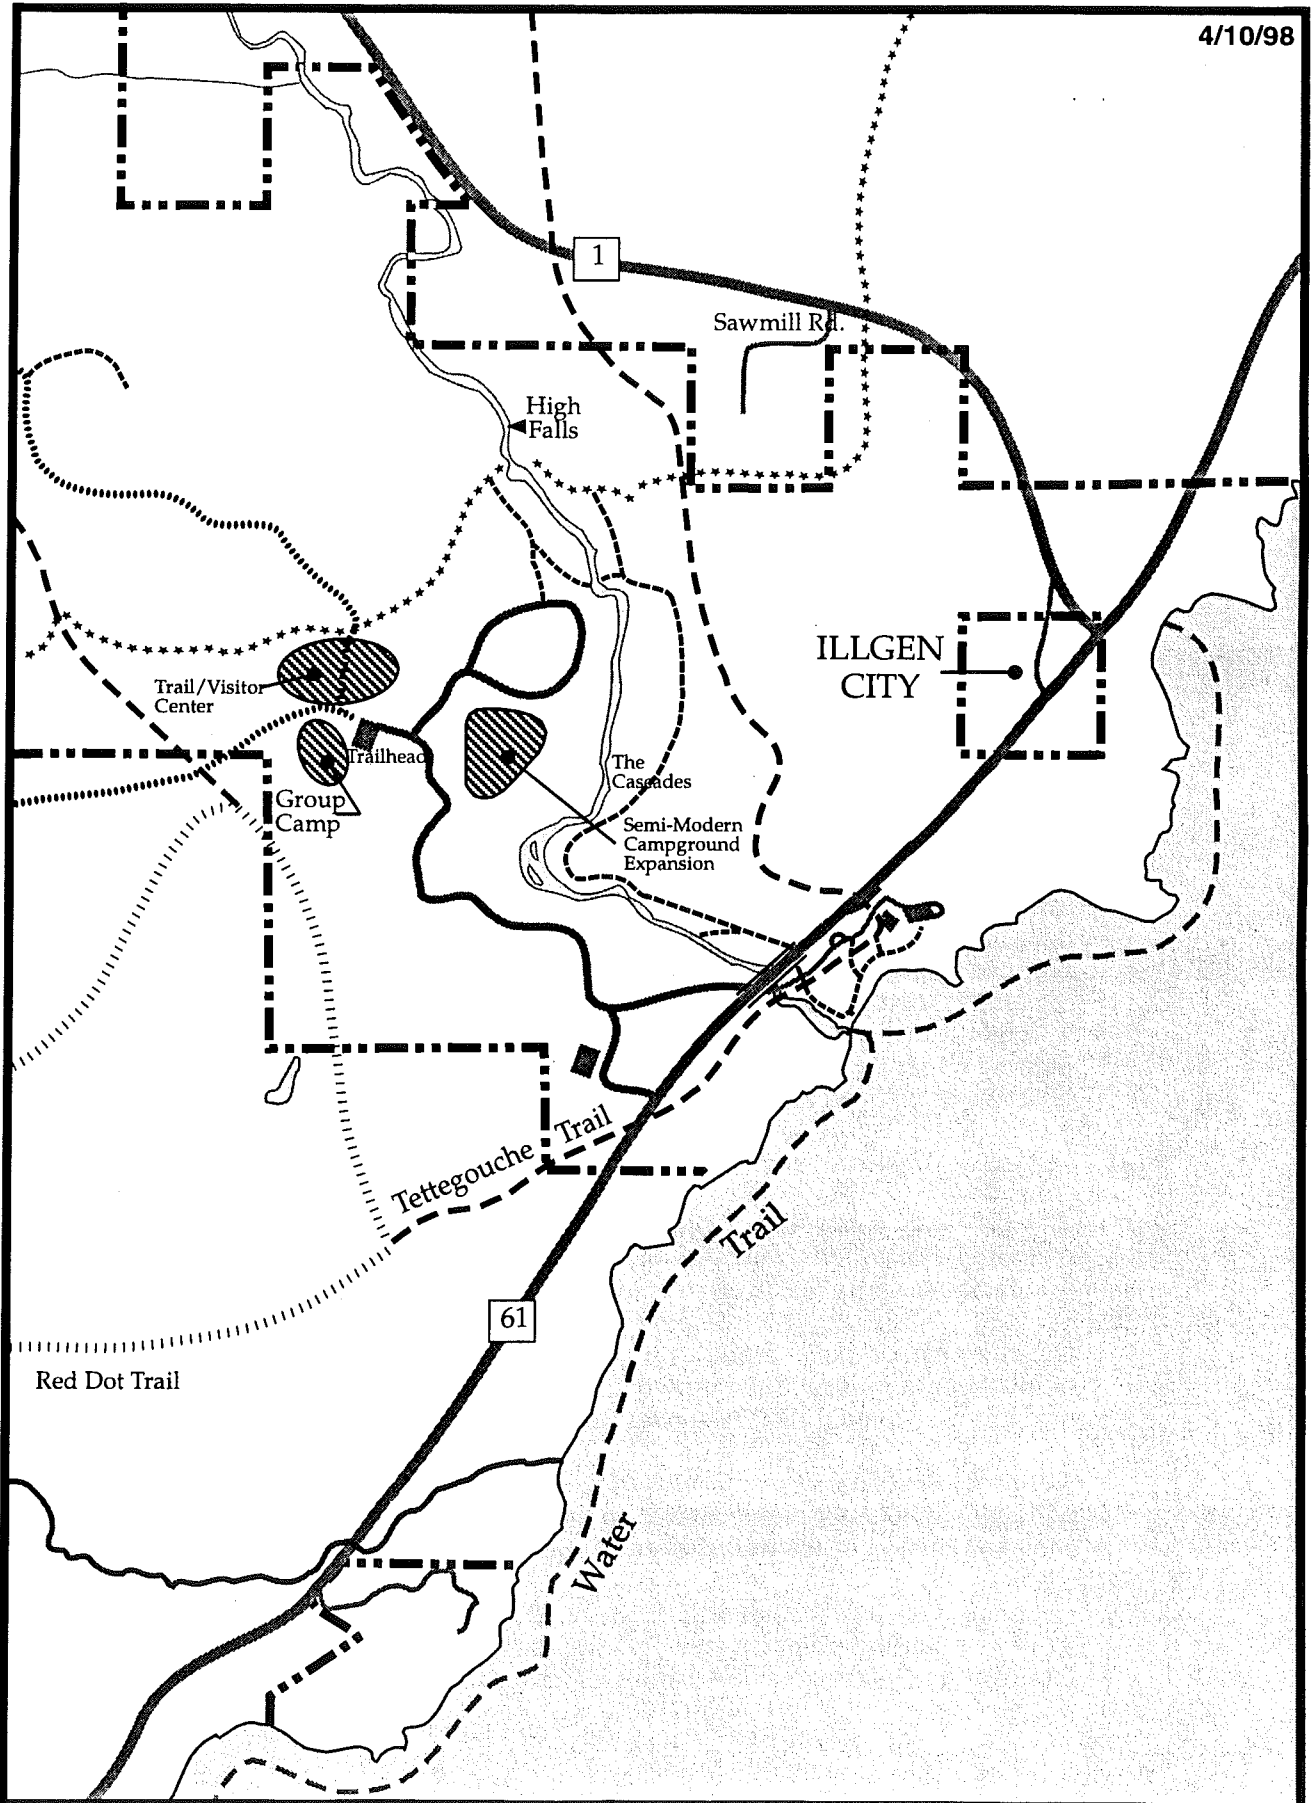 4/10/98
1
Sawmill Rd.
High
Falls
ILLGEN
CITY
Trail/Visitor
Center
Trailhead
The
Cascades
Group
Camp
Semi-Modern
Campground
Expansion
Tettegouche Trail
Trail
61
Red Dot Trail
Water